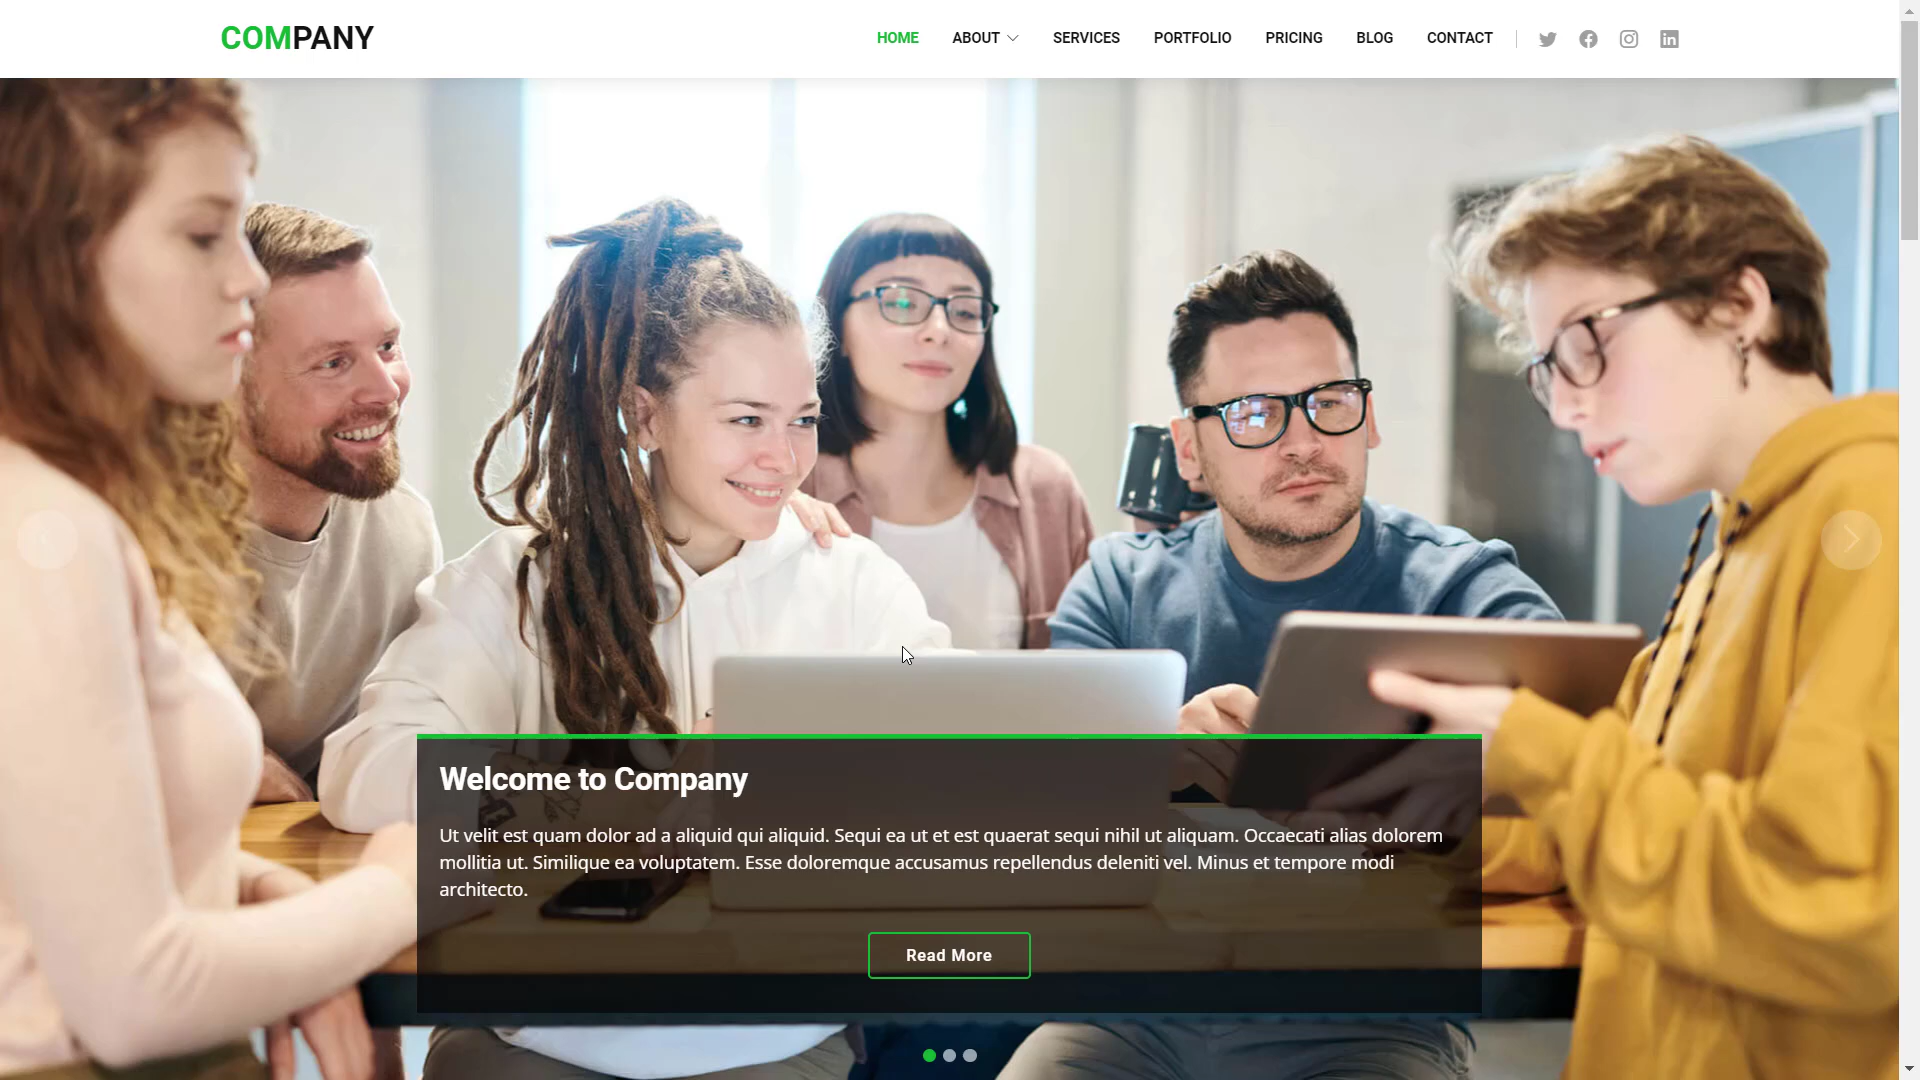 COMPANY
HOME ABOUT SERVICES PORTFOLIO PRICING BLOG CONTACT
Welcome to Company
Ut velit est quam dolor ad a aliquid qui aliquid. Sequi ea ut et est quaerat sequi nihil ut aliquam. Occaecati alias dolorem
mollitia ut. Similique ea voluptatem. Esse doloremque accusamus repellendus deleniti vel. Minus et tempore modi
architecto.
Read More